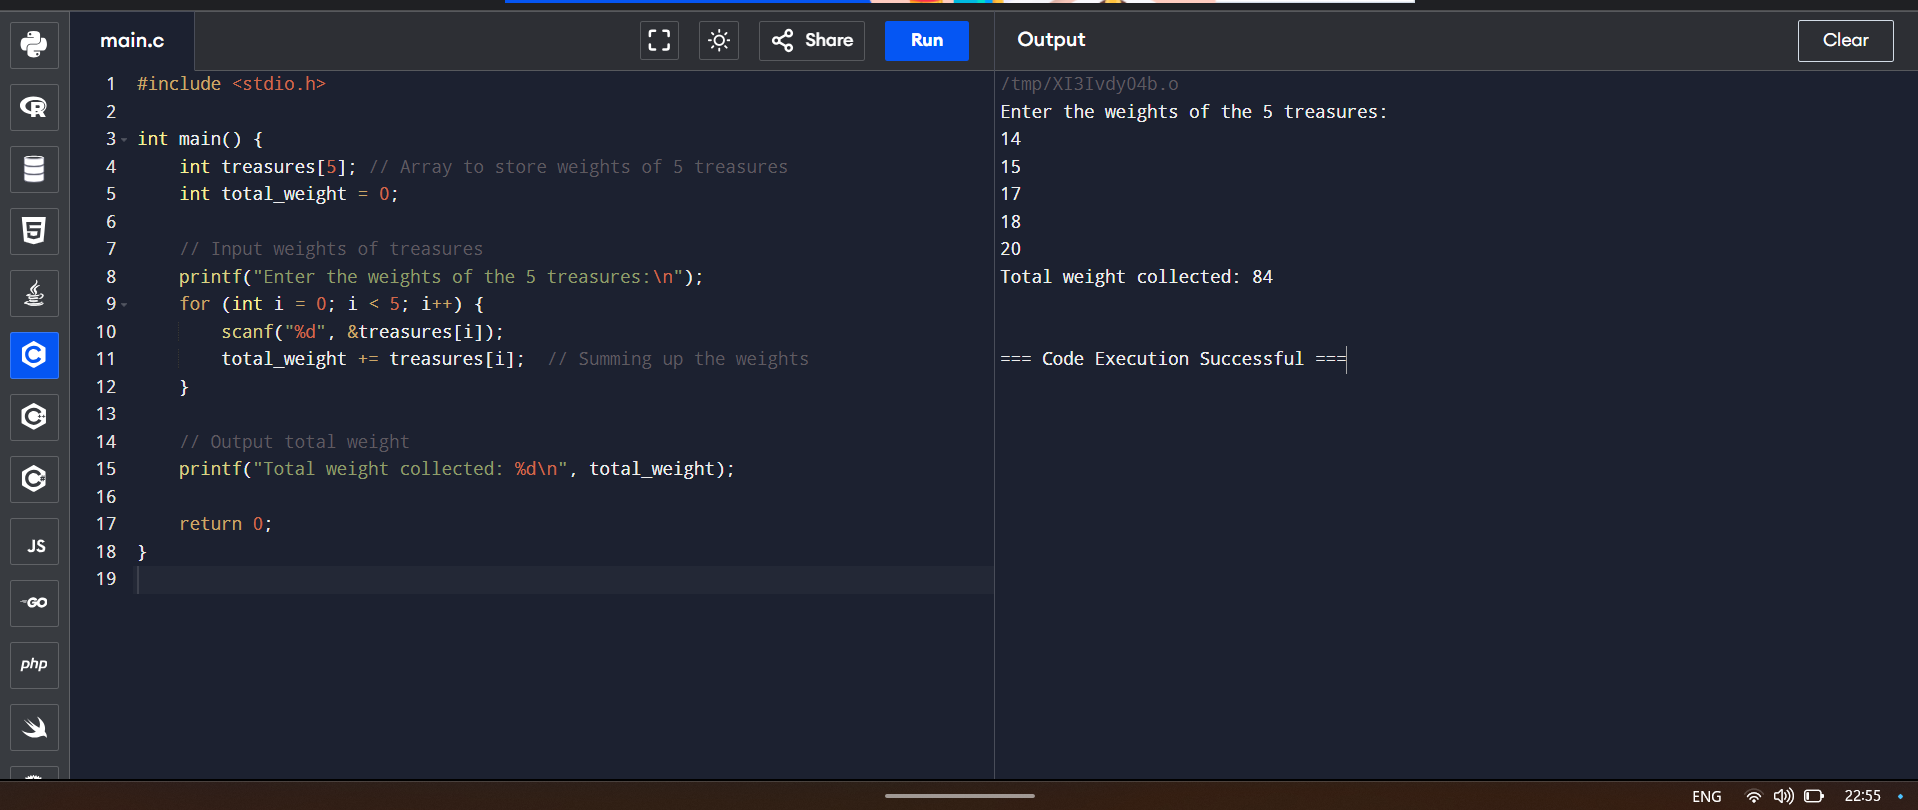 main.c
Share
Run
Output
Clear
1 #include <stdio.h>
2
3 int main() {
4 int treasures[5]; // Array to store weights of 5 treasures
5 int total_weight = 0;
6
7 // Input weights of treasures
8 printf("Enter the weights of the 5 treasures:\n");
9 for (int i = 0; i < 5; i++) {
10 scanf("%d", &treasures[i]);
11 total_weight += treasures[i];  // Summing up the weights
12 }
13
14 // Output total weight
15 printf("Total weight collected: %d\n", total_weight);
16
17 return 0;
18 }
19
/tmp/XI3Ivdy04b.o
Enter the weights of the 5 treasures:
14
15
17
18
20
Total weight collected: 84
=== Code Execution Successful ===
R
5
C
C
C
JS
GO
php
ENG
22:55